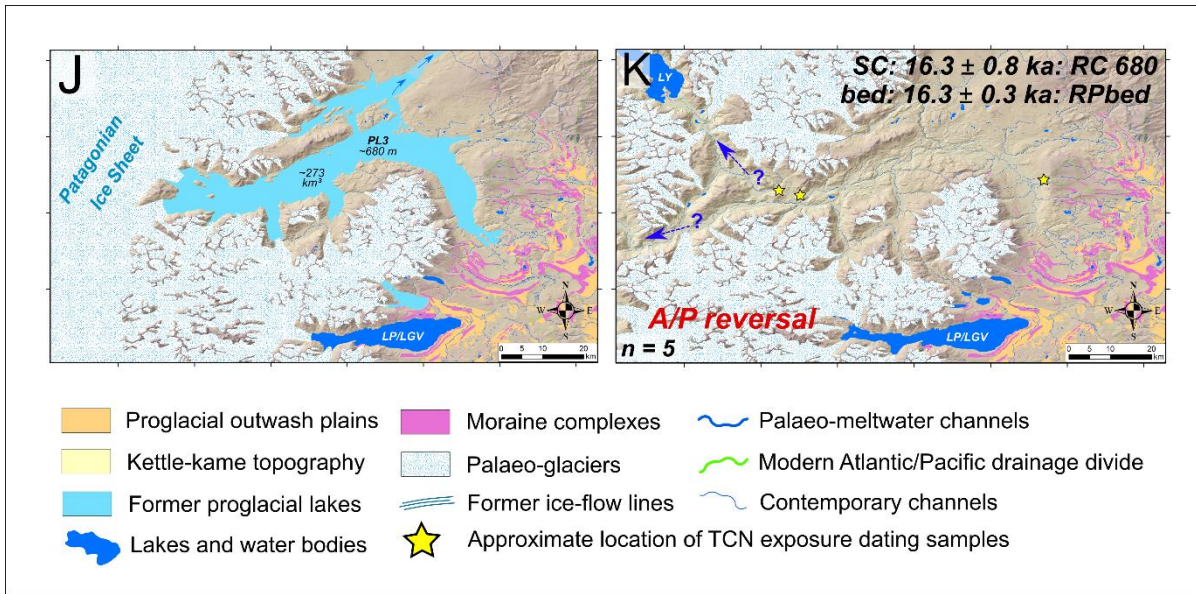 J
Patagonian
Ice Sheet
PL3
~680 m
~273
km³
LP/LGV
N
W E
S
0 5 10 20
km
K
LY
SC: 16.3 ± 0.8 ka: RC 680
bed: 16.3 ± 0.3 ka: RPbed
?
?
A/P reversal
n = 5
LP/LGV
N
W E
S
0 5 10 20
km
Proglacial outwash plains
Moraine complexes
Palaeo-meltwater channels
Kettle-kame topography
Palaeo-glaciers
Modern Atlantic/Pacific drainage divide
Former proglacial lakes
Former ice-flow lines
Contemporary channels
Lakes and water bodies
Approximate location of TCN exposure dating samples